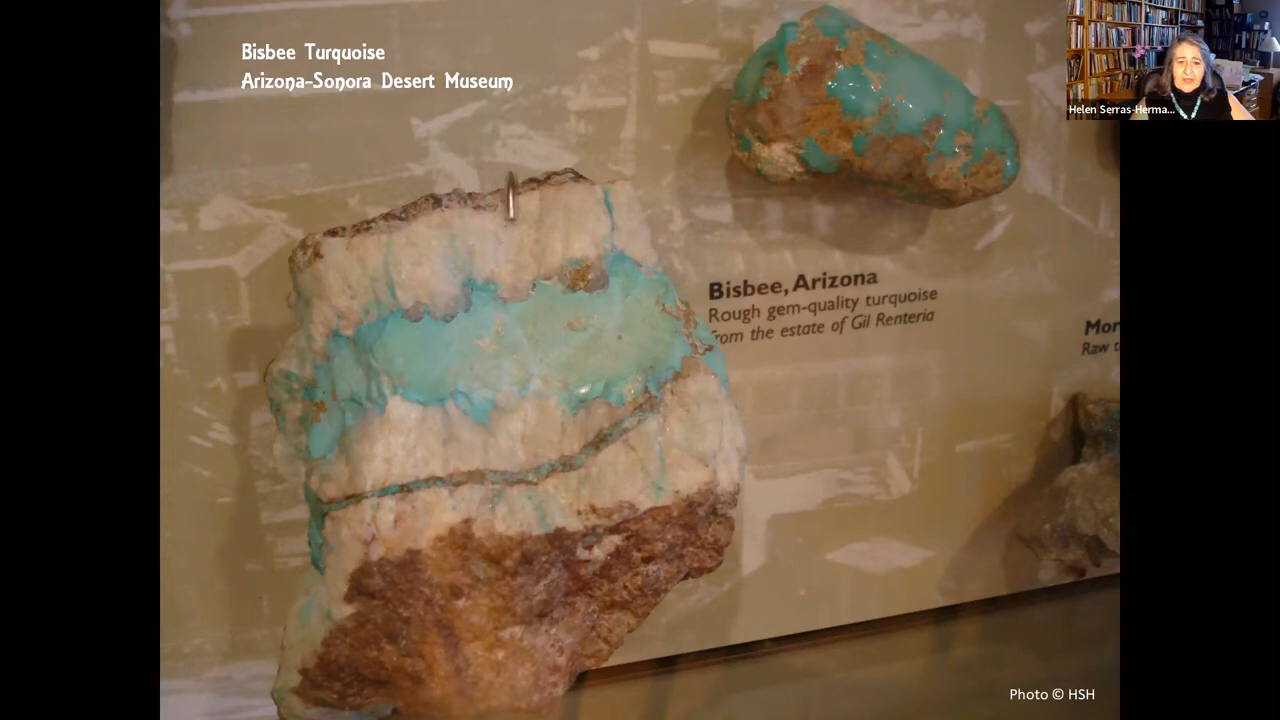 Bisbee Turquoise
Arizona-Sonora Desert Museum
Helen Serras-Herma...
Bisbee, Arizona
Rough gem-quality turquoise
from the estate of Gil Renteria
Photo © HSH